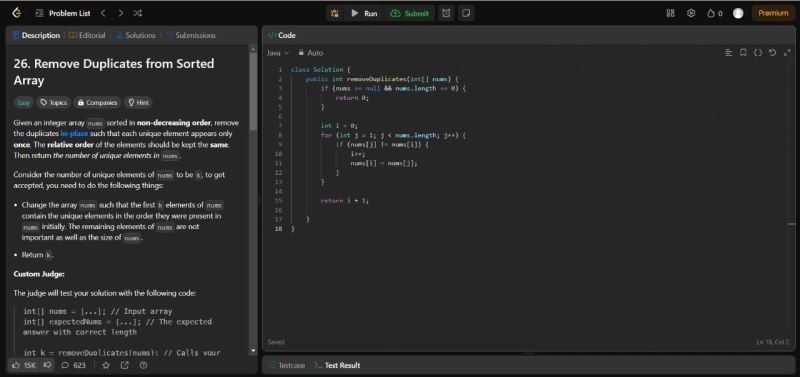 Problem List
Run
Submit
0
Premium
Description
Editorial
Solutions
Submissions
26. Remove Duplicates from Sorted
Array
Easy
Topics
Companies
Hint
Given an integer array nums sorted in non-decreasing order, remove
the duplicates in-place such that each unique element appears only
once. The relative order of the elements should be kept the same.
Then return the number of unique elements in nums.
Consider the number of unique elements of nums to be k, to get
accepted, you need to do the following things:
• Change the array nums such that the first k elements of nums
contain the unique elements in the order they were present in
nums initially. The remaining elements of nums are not
important as well as the size of nums.
• Return k.
Custom Judge:
The judge will test your solution with the following code:
int[] nums = [...]; // Input array
int[] expectedNums = [...]; // The expected
answer with correct length
int k = removeDuplicates(nums); // Calls your
15K
623
</> Code
Java
Auto
1 class Solution {
2 public int removeDuplicates(int[] nums) {
3 if (nums == null && nums.length == 0) {
4 return 0;
5 }
6
7 int i = 0;
8 for (int j = 1; j < nums.length; j++) {
9 if (nums[j] != nums[i]) {
10 i++;
11 nums[i] = nums[j];
12 }
13 }
14
15 return i + 1;
16
17 }
18 }
Saved
Ln 18, Col 2
Testcase
Test Result